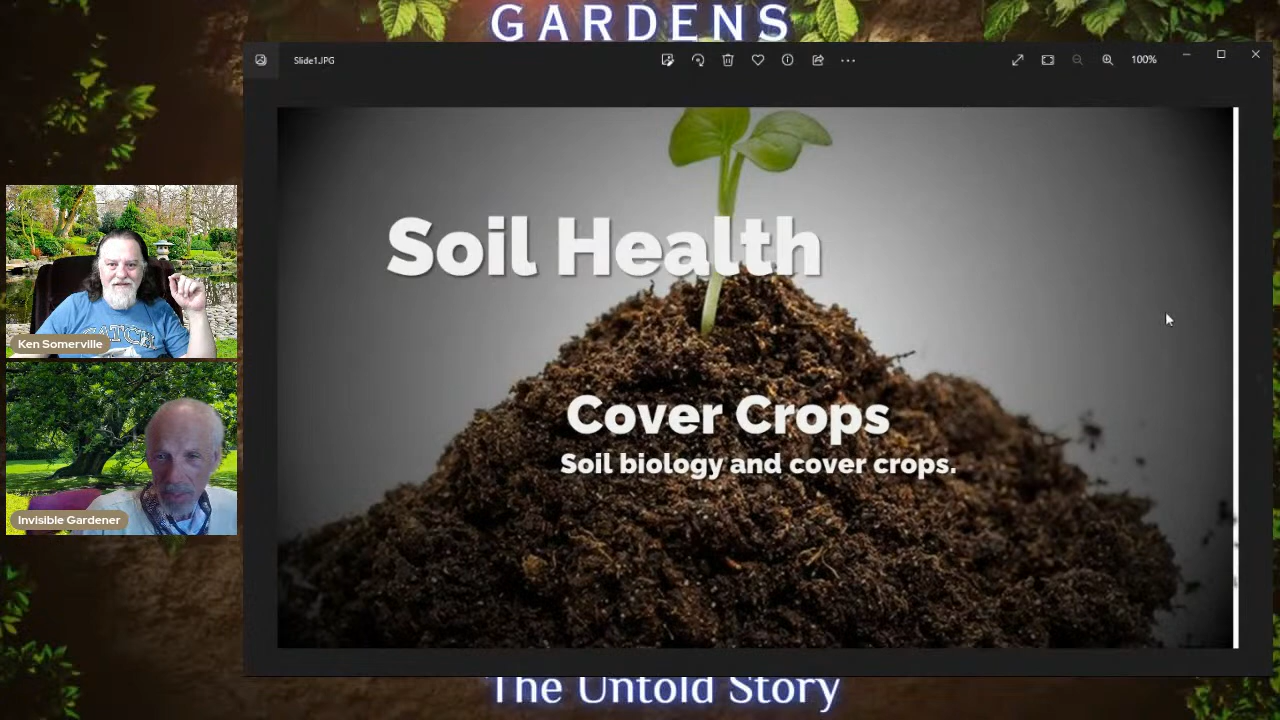 GARDENS
Slide1.JPG
100%
Soil Health
Cover Crops
Soil biology and cover crops.
Ken Somerville
Invisible Gardener
The Untold Story